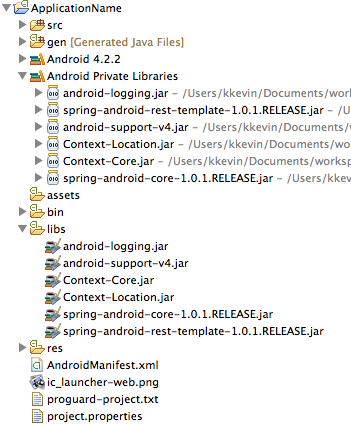 ApplicationName
src
gen [Generated Java Files]
Android 4.2.2
Android Private Libraries
android-logging.jar – /Users/kkevin/Documents/work
spring-android-rest-template-1.0.1.RELEASE.jar –
android-support-v4.jar – /Users/kkevin/Documents/
Context-Location.jar – /Users/kkevin/Documents/wo
Context-Core.jar – /Users/kkevin/Documents/worksp
spring-android-core-1.0.1.RELEASE.jar – /Users/kk
assets
bin
libs
android-logging.jar
android-support-v4.jar
Context-Core.jar
Context-Location.jar
spring-android-core-1.0.1.RELEASE.jar
spring-android-rest-template-1.0.1.RELEASE.jar
res
AndroidManifest.xml
ic_launcher-web.png
proguard-project.txt
project.properties